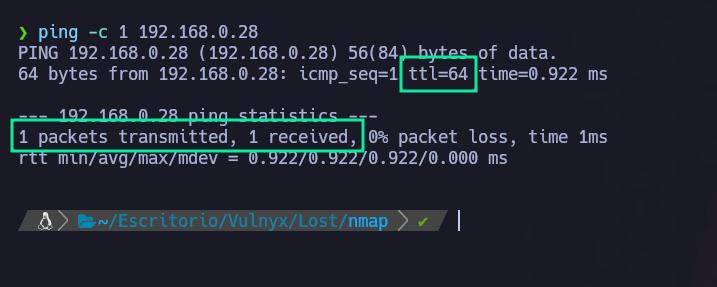 ❯ ping -c 1 192.168.0.28
PING 192.168.0.28 (192.168.0.28) 56(84) bytes of data.
64 bytes from 192.168.0.28: icmp_seq=1 ttl=64 time=0.922 ms
--- 192.168.0.28 ping statistics ---
1 packets transmitted, 1 received, 0% packet loss, time 1ms
rtt min/avg/max/mdev = 0.922/0.922/0.922/0.000 ms
~/Escritorio/Vulnyx/Lost/nmap ✔